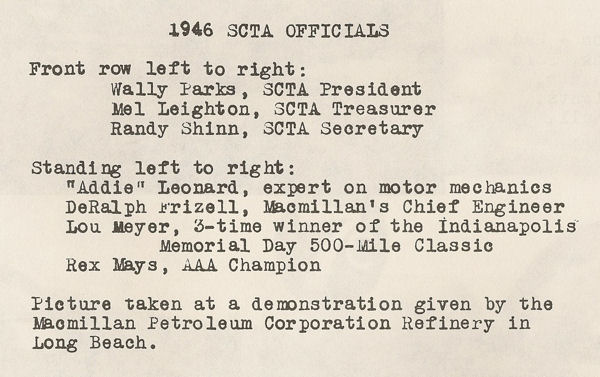 1946 SCTA OFFICIALS
Front row left to right:
Wally Parks, SCTA President
Mel Leighton, SCTA Treasurer
Randy Shinn, SCTA Secretary
Standing left to right:
"Addie" Leonard, expert on motor mechanics
DeRalph Frizell, Macmillan's Chief Engineer
Lou Meyer, 3-time winner of the Indianapolis
Memorial Day 500-Mile Classic
Rex Mays, AAA Champion
Picture taken at a demonstration given by the
Macmillan Petroleum Corporation Refinery in
Long Beach.